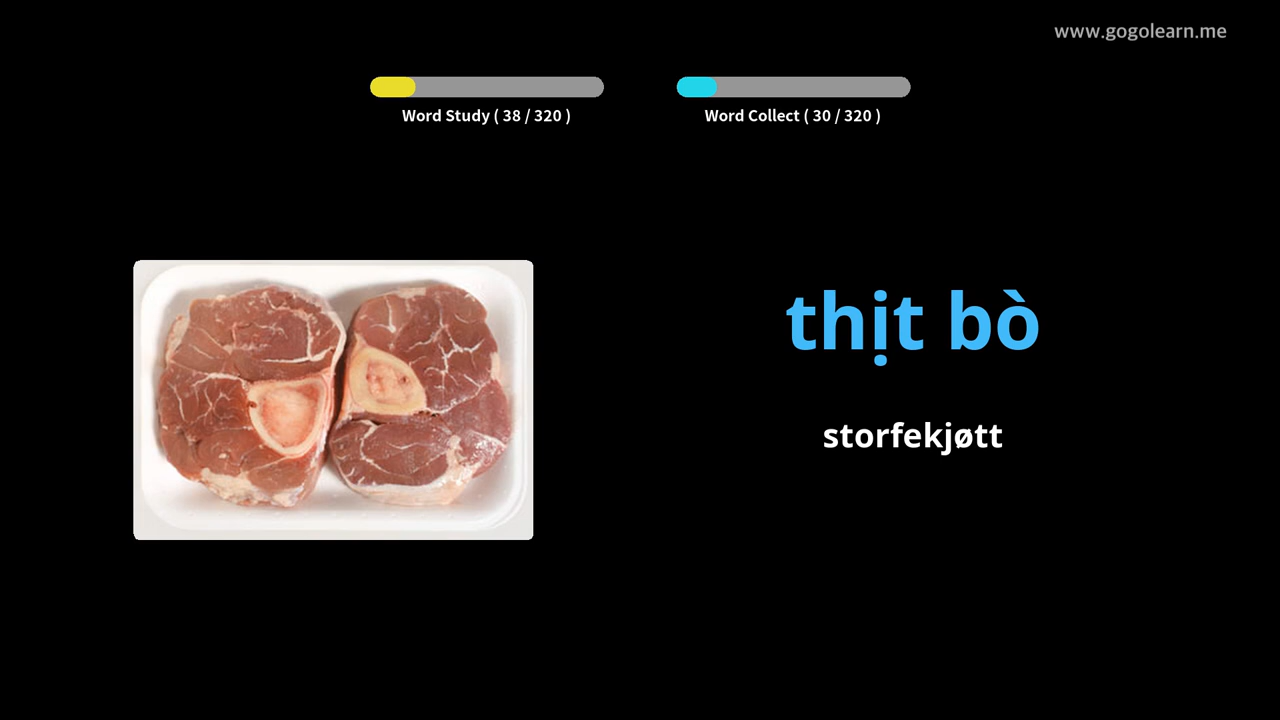 www.gogolearn.me
Word Study ( 38 / 320 )
Word Collect ( 30 / 320 )
thịt bò
storfekjøtt